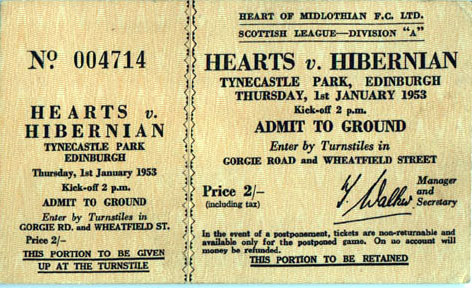 Nº 004714
HEARTS v.
HIBERNIAN
TYNECASTLE PARK
EDINBURGH
Thursday, 1st January 1953
Kick-off 2 p.m.
ADMIT TO GROUND
Enter by Turnstiles in
GORGIE RD. and WHEATFIELD ST.
Price 2/–
THIS PORTION TO BE GIVEN
UP AT THE TURNSTILE
HEART OF MIDLOTHIAN F.C. LTD.
SCOTTISH LEAGUE—DIVISION "A"
HEARTS v. HIBERNIAN
TYNECASTLE PARK, EDINBURGH
THURSDAY, 1st JANUARY 1953
Kick-off 2 p.m.
ADMIT TO GROUND
Enter by Turnstiles in
GORGIE ROAD and WHEATFIELD STREET
Price 2/–
(including tax)
T. Walker
Manager
and
Secretary
In the event of a postponement, tickets are non-returnable and
available only for the postponed game. On no account will
money be refunded.
THIS PORTION TO BE RETAINED